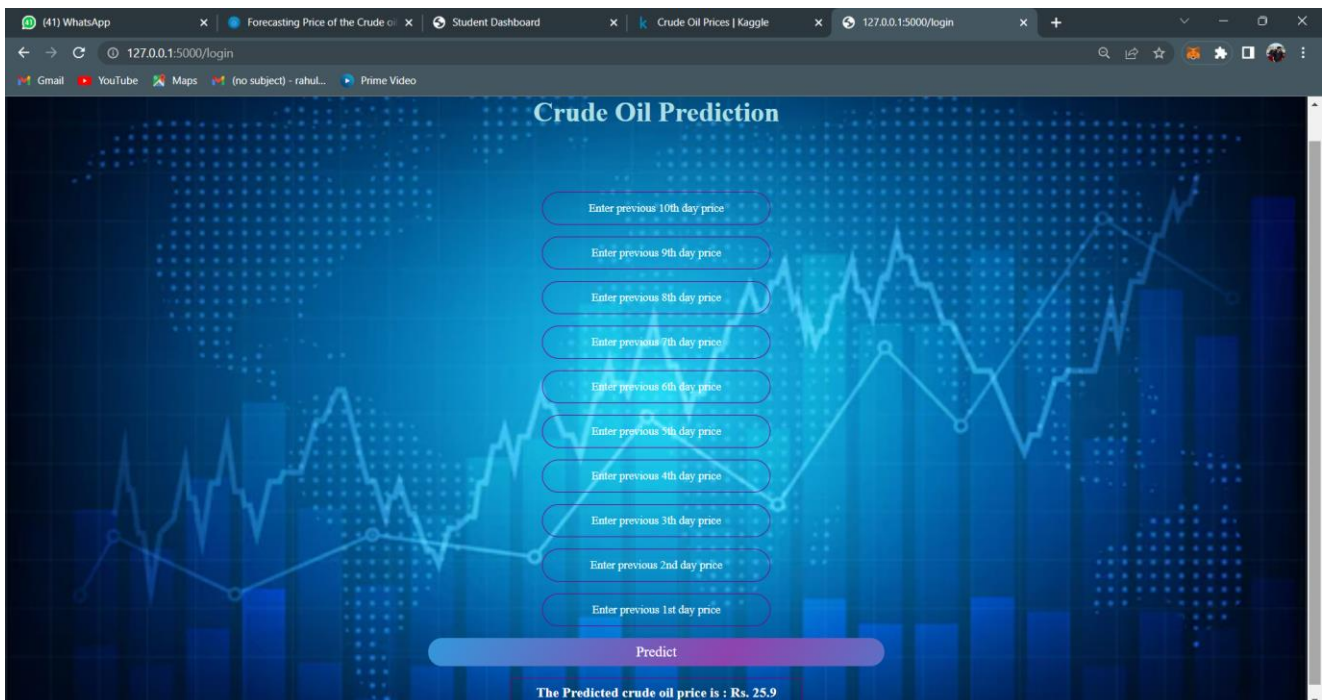 (41) WhatsApp
Forecasting Price of the Crude oi
Student Dashboard
Crude Oil Prices | Kaggle
127.0.0.1:5000/login
127.0.0.1:5000/login
Gmail
YouTube
Maps
(no subject) - rahul...
Prime Video
Crude Oil Prediction
Enter previous 10th day price
Enter previous 9th day price
Enter previous 8th day price
Enter previous 7th day price
Enter previous 6th day price
Enter previous 5th day price
Enter previous 4th day price
Enter previous 3th day price
Enter previous 2nd day price
Enter previous 1st day price
Predict
The Predicted crude oil price is : Rs. 25.9